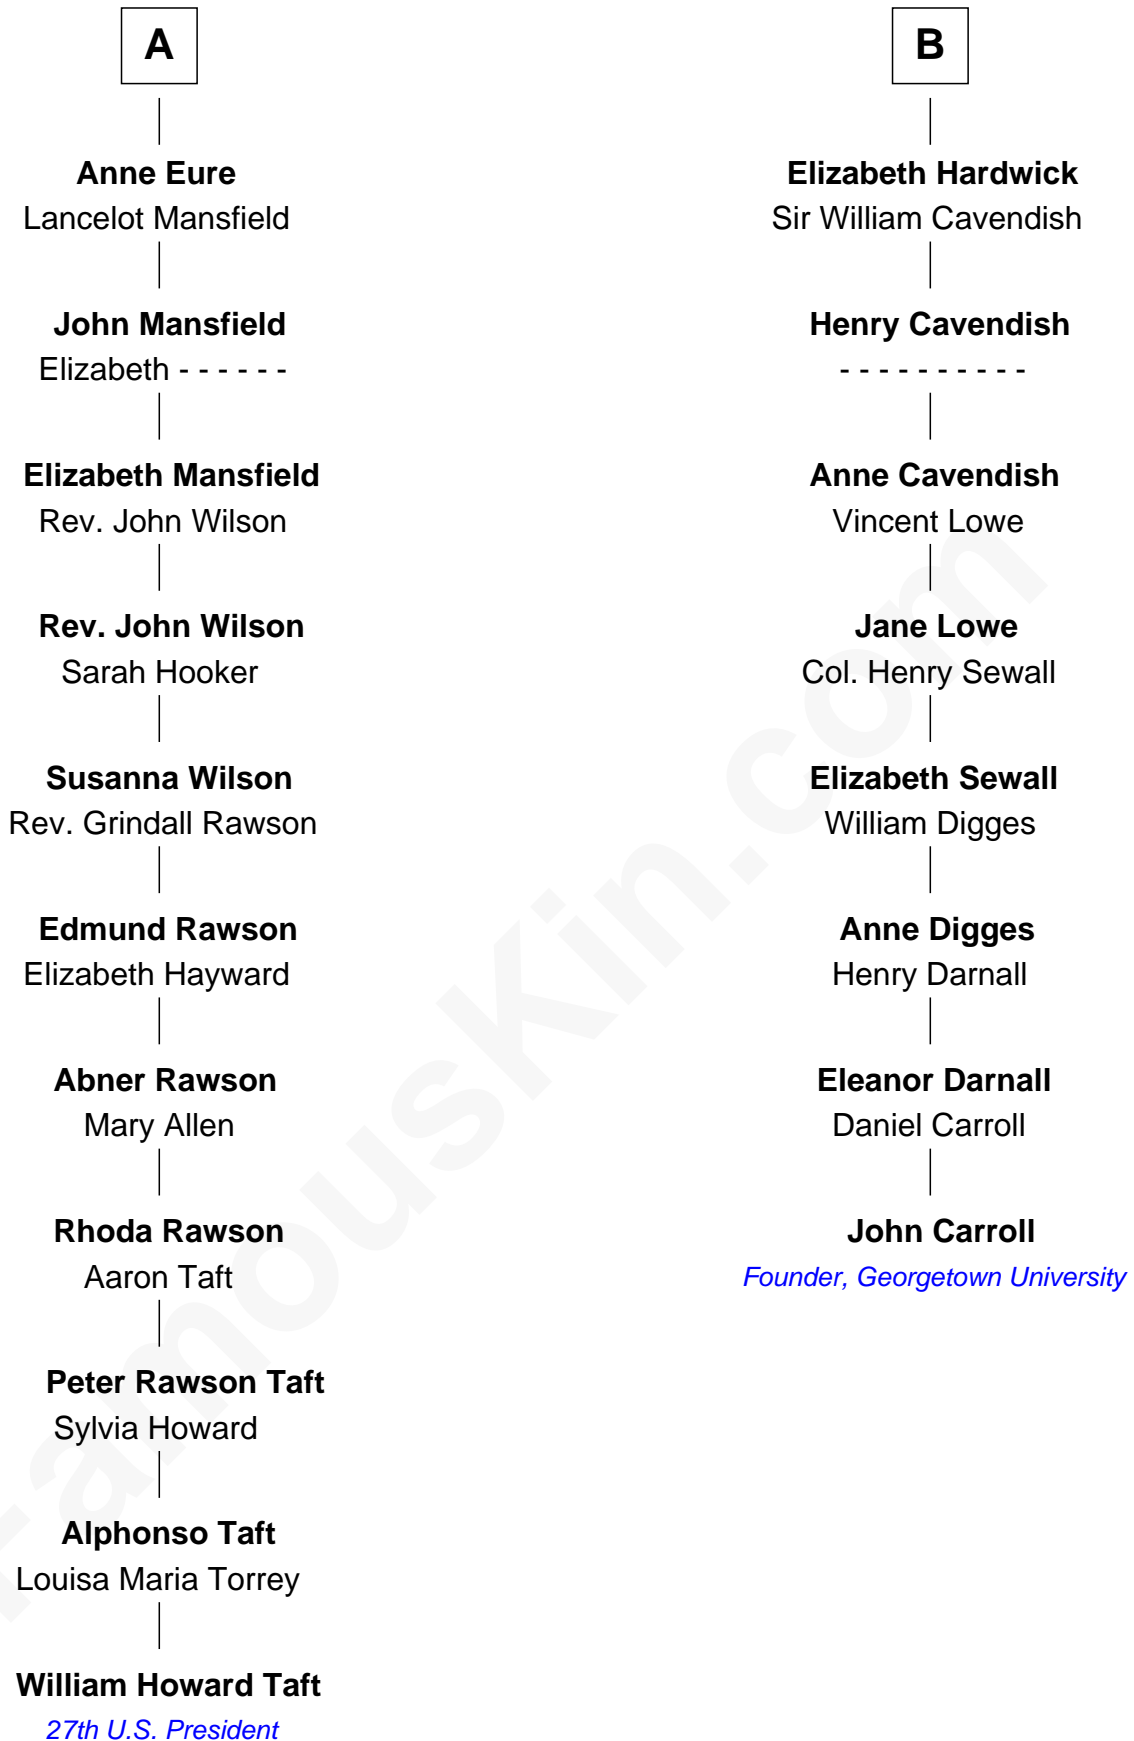 A
Anne Eure
Lancelot Mansfield
John Mansfield
Elizabeth - - - - - -
Elizabeth Mansfield
Rev. John Wilson
Rev. John Wilson
Sarah Hooker
Susanna Wilson
Rev. Grindall Rawson
Edmund Rawson
Elizabeth Hayward
Abner Rawson
Mary Allen
Rhoda Rawson
Aaron Taft
Peter Rawson Taft
Sylvia Howard
Alphonso Taft
Louisa Maria Torrey
William Howard Taft
27th U.S. President
B
Elizabeth Hardwick
Sir William Cavendish
Henry Cavendish
- - - - - - - - - -
Anne Cavendish
Vincent Lowe
Jane Lowe
Col. Henry Sewall
Elizabeth Sewall
William Digges
Anne Digges
Henry Darnall
Eleanor Darnall
Daniel Carroll
John Carroll
Founder, Georgetown University
FamousKin.com